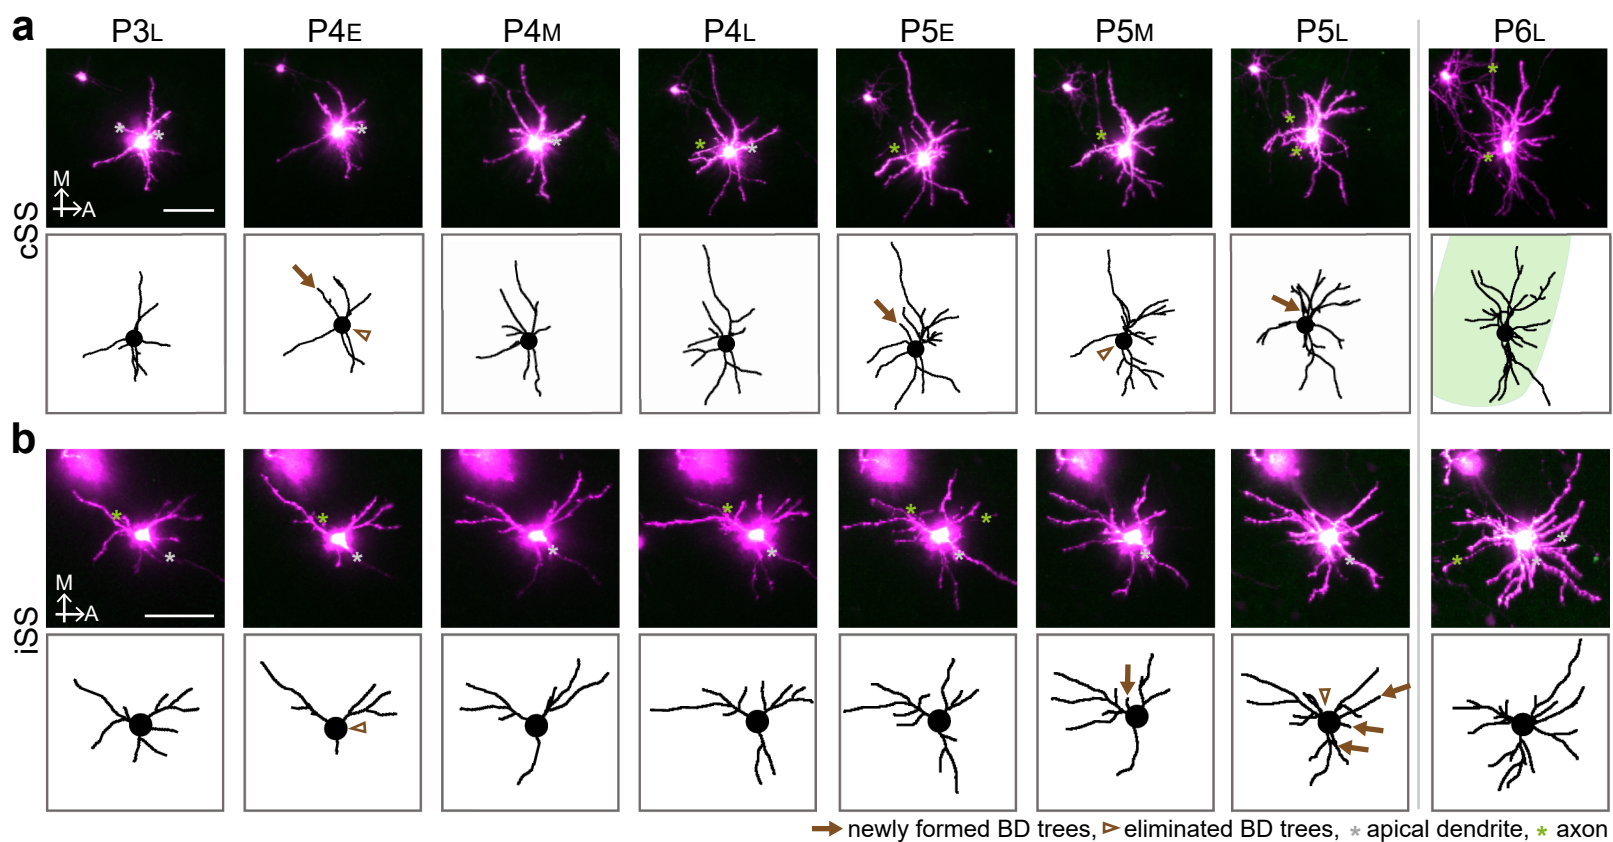 a
P3L P4E P4M P4L P5E P5M P5L P6L
cSS
M
A
b
iSS
M
A
newly formed BD trees, eliminated BD trees, * apical dendrite, * axon